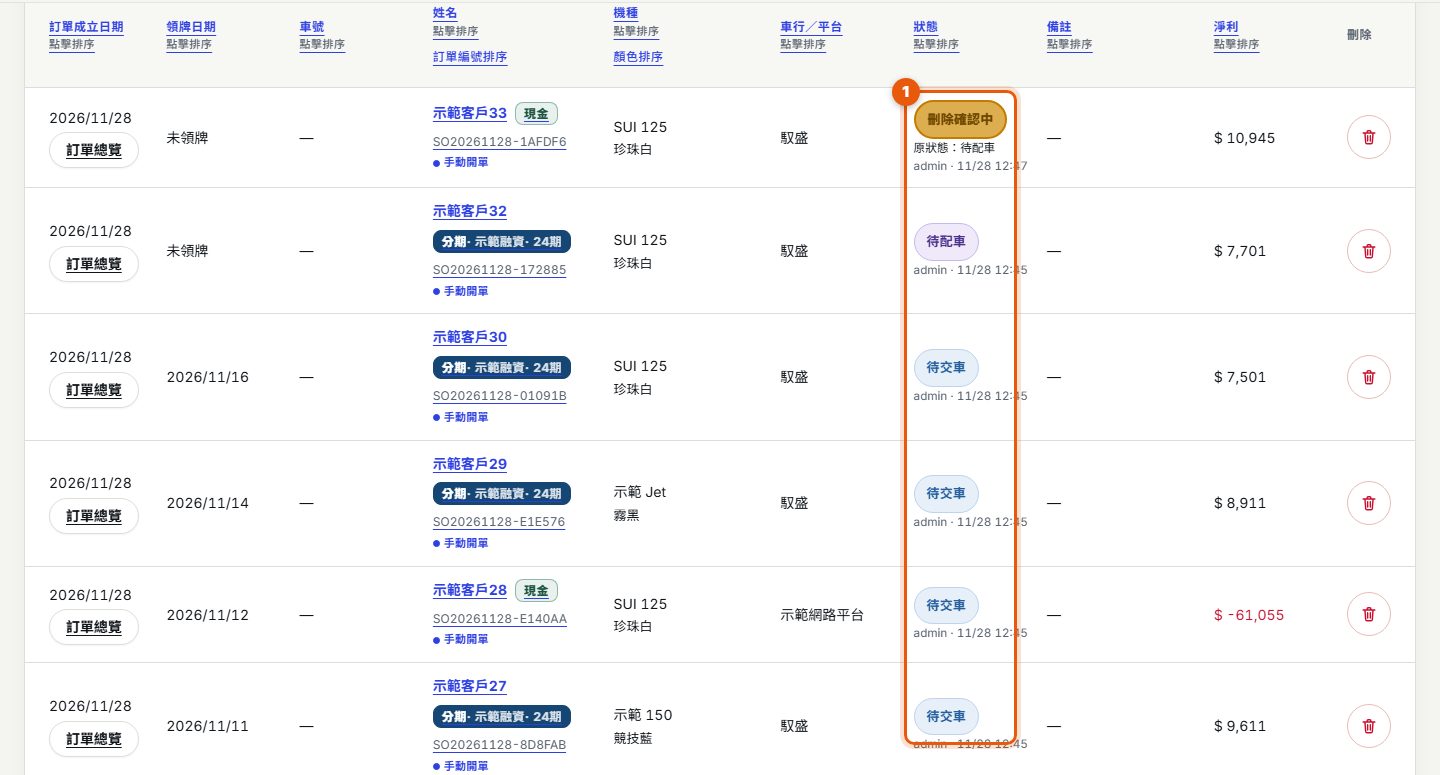 訂單成立日期
點擊排序
領牌日期
點擊排序
車號
點擊排序
姓名
點擊排序
訂單編號排序
機種
點擊排序
顏色排序
車行／平台
點擊排序
狀態
點擊排序
備註
點擊排序
淨利
點擊排序
刪除
1
2026/11/28
訂單總覽
未領牌
—
示範客戶33 現金
SO20261128-1AFDF6
手動開單
SUI 125
珍珠白
馭盛
刪除確認中
原狀態：待配車
admin · 11/28 12:47
—
$ 10,945
2026/11/28
訂單總覽
未領牌
—
示範客戶32
分期· 示範融資· 24期
SO20261128-172885
手動開單
SUI 125
珍珠白
馭盛
待配車
admin · 11/28 12:45
—
$ 7,701
2026/11/28
訂單總覽
2026/11/16
—
示範客戶30
分期· 示範融資· 24期
SO20261128-01091B
手動開單
SUI 125
珍珠白
馭盛
待交車
admin · 11/28 12:45
—
$ 7,501
2026/11/28
訂單總覽
2026/11/14
—
示範客戶29
分期· 示範融資· 24期
SO20261128-E1E576
手動開單
示範 Jet
霧黑
馭盛
待交車
admin · 11/28 12:45
—
$ 8,911
2026/11/28
訂單總覽
2026/11/12
—
示範客戶28 現金
SO20261128-E140AA
手動開單
SUI 125
珍珠白
示範網路平台
待交車
admin · 11/28 12:45
—
$ -61,055
2026/11/28
訂單總覽
2026/11/11
—
示範客戶27
分期· 示範融資· 24期
SO20261128-8D8FAB
手動開單
示範 150
競技藍
馭盛
待交車
admin · 11/28 12:45
—
$ 9,611